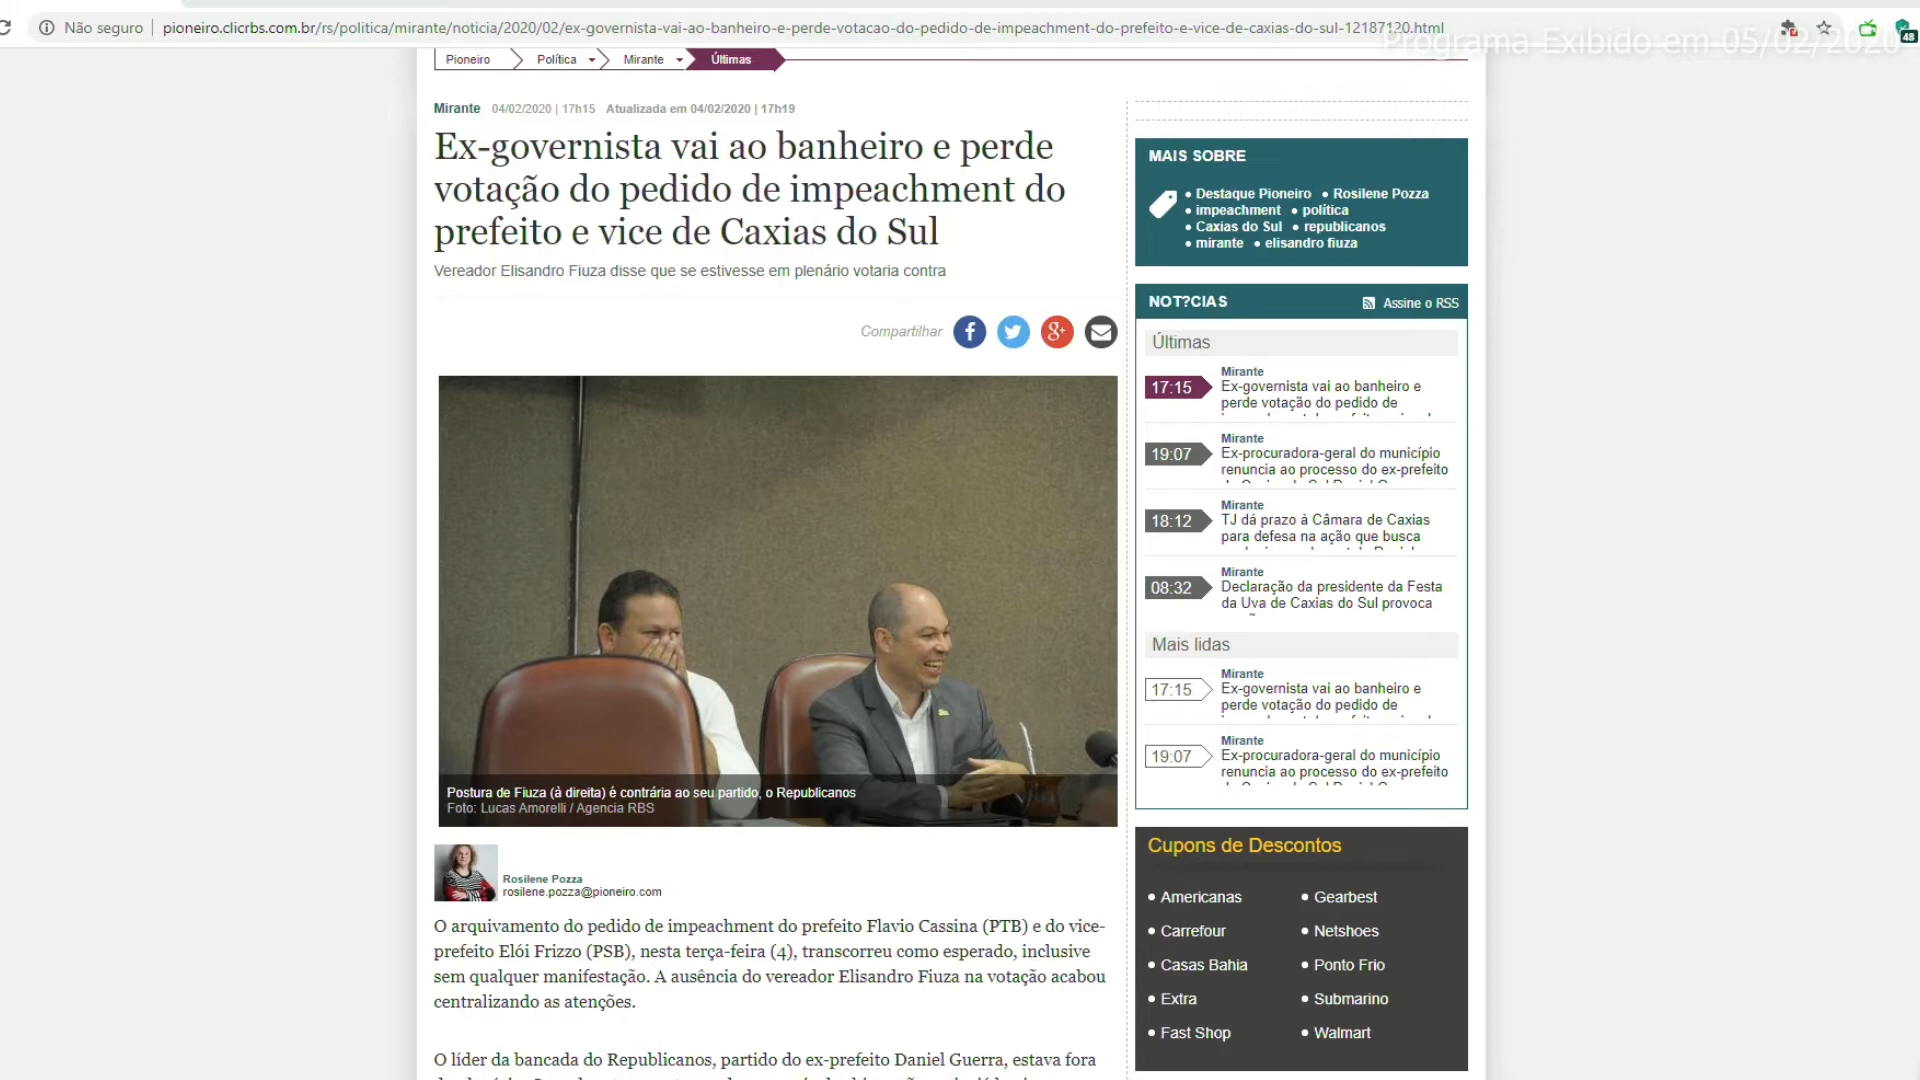 Não seguro
pioneiro.clicrbs.com.br/rs/politica/mirante/noticia/2020/02/ex-governista-vai-ao-banheiro-e-perde-votacao-do-pedido-de-impeachment-do-prefeito-e-vice-de-caxias-do-sul-12187120.html
48
Programa Exibido em 05/02/2020
Pioneiro
Política
Mirante
Últimas
Mirante 04/02/2020 | 17h15 Atualizada em 04/02/2020 | 17h19
Ex-governista vai ao banheiro e perde
votação do pedido de impeachment do
prefeito e vice de Caxias do Sul
Vereador Elisandro Fiuza disse que se estivesse em plenário votaria contra
Compartilhar
Postura de Fiuza (à direita) é contrária ao seu partido, o Republicanos
Foto: Lucas Amorelli / Agencia RBS
Rosilene Pozza
rosilene.pozza@pioneiro.com
O arquivamento do pedido de impeachment do prefeito Flavio Cassina (PTB) e do vice-
prefeito Elói Frizzo (PSB), nesta terça-feira (4), transcorreu como esperado, inclusive
sem qualquer manifestação. A ausência do vereador Elisandro Fiuza na votação acabou
centralizando as atenções.
O líder da bancada do Republicanos, partido do ex-prefeito Daniel Guerra, estava fora
MAIS SOBRE
• Destaque Pioneiro • Rosilene Pozza
• impeachment • política
• Caxias do Sul • republicanos
• mirante • elisandro fiuza
NOT?CIAS
Assine o RSS
Últimas
17:15
Mirante
Ex-governista vai ao banheiro e
perde votação do pedido de
19:07
Mirante
Ex-procuradora-geral do município
renuncia ao processo do ex-prefeito
18:12
Mirante
TJ dá prazo à Câmara de Caxias
para defesa na ação que busca
08:32
Mirante
Declaração da presidente da Festa
da Uva de Caxias do Sul provoca
Mais lidas
17:15
Mirante
Ex-governista vai ao banheiro e
perde votação do pedido de
19:07
Mirante
Ex-procuradora-geral do município
renuncia ao processo do ex-prefeito
Cupons de Descontos
• Americanas
• Gearbest
• Carrefour
• Netshoes
• Casas Bahia
• Ponto Frio
• Extra
• Submarino
• Fast Shop
• Walmart